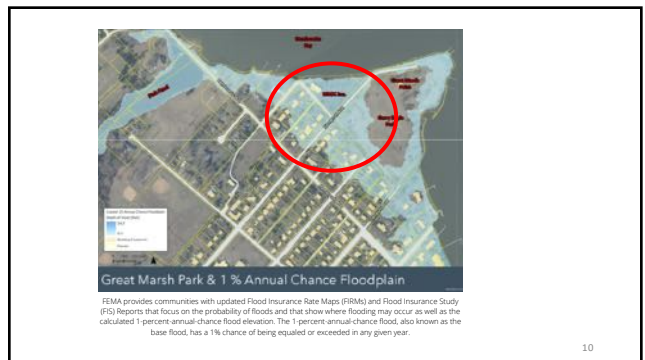 Great Marsh Park & 1 % Annual Chance Floodplain
FEMA provides communities with updated Flood Insurance Rate Maps (FIRMs) and Flood Insurance Study
(FIS) Reports that focus on the probability of floods and that show where flooding may occur as well as the
calculated 1-percent-annual-chance flood elevation. The 1-percent-annual-chance flood, also known as the
base flood, has a 1% chance of being equaled or exceeded in any given year.
10